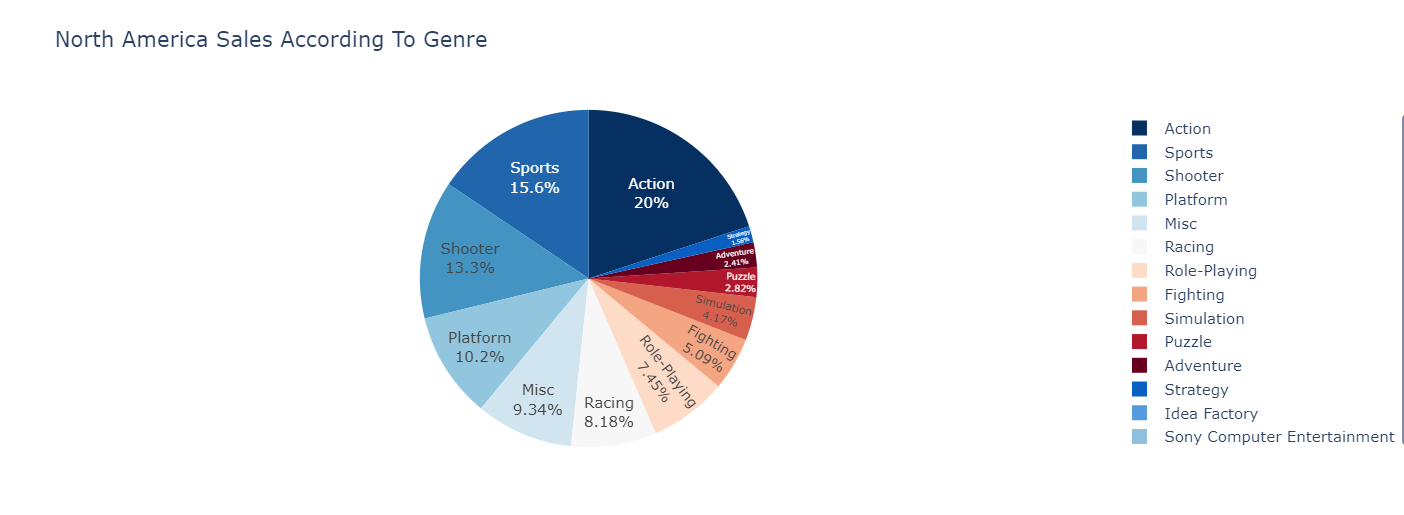 North America Sales According To Genre
Sports
15.6%
Action
20%
Strategy
1.56%
Adventure
2.41%
Puzzle
2.82%
Simulation
4.17%
Fighting
5.09%
Role-Playing
7.45%
Racing
8.18%
Misc
9.34%
Platform
10.2%
Shooter
13.3%
Action
Sports
Shooter
Platform
Misc
Racing
Role-Playing
Fighting
Simulation
Puzzle
Adventure
Strategy
Idea Factory
Sony Computer Entertainment